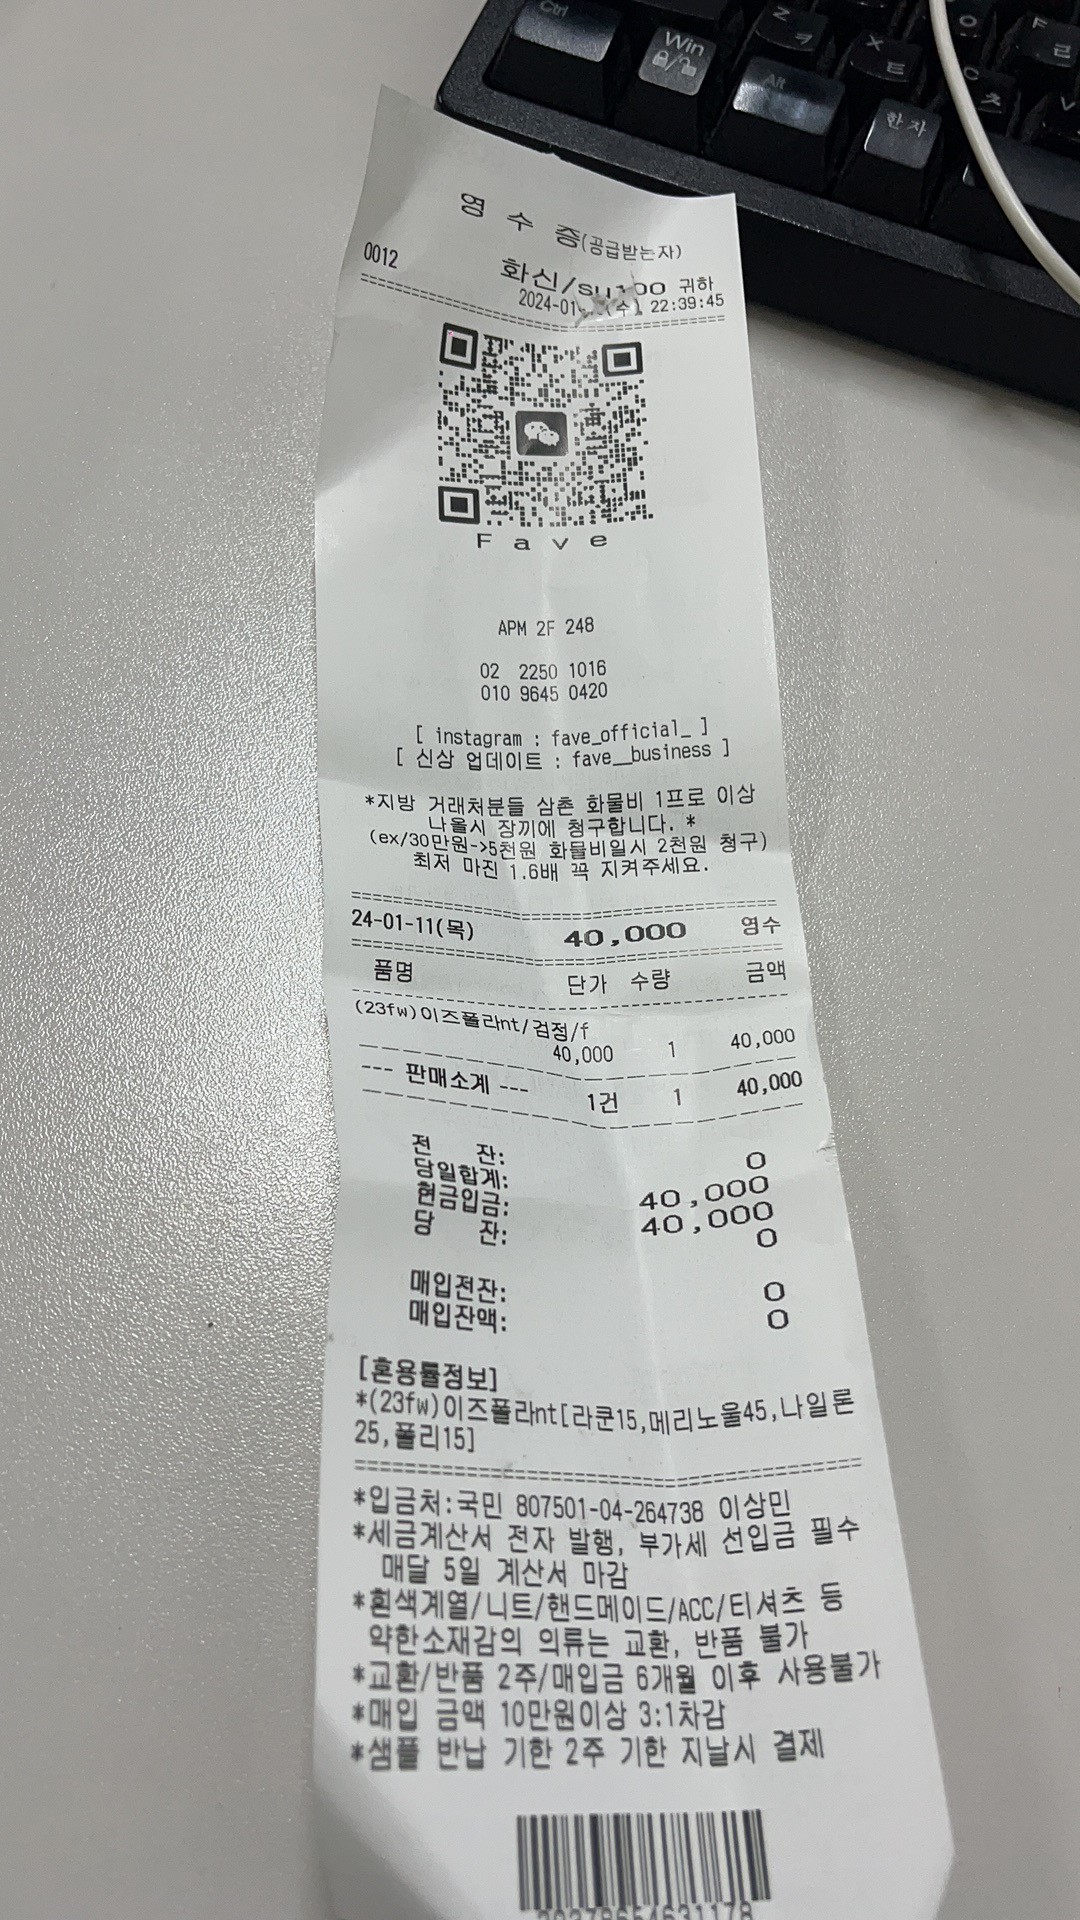 Ctrl
Win
Alt
한자
Z ㅋ
X ㅌ
C ㅊ
V
F ㄹ
영 수 증(공급받는자)
0012
화신/su100 귀하
2024-01 (수) 22:39:45
Fave
APM 2F 248
02 2250 1016
010 9645 0420
[ instagram : fave_official_ ]
[ 신상 업데이트 : fave__business ]
*지방 거래처분들 삼촌 화물비 1프로 이상
나올시 장끼에 청구합니다. *
(ex/30만원->5천원 화물비일시 2천원 청구)
최저 마진 1.6배 꼭 지켜주세요.
24-01-11(목) 40,000 영수
품명 단가 수량 금액
(23fw)이즈폴라nt/검정/f
40,000 1 40,000
--- 판매소계 --- 1건 1 40,000
전 잔: 0
당일합계: 40,000
현금입금: 40,000
당 잔: 0
매입전잔: 0
매입잔액: 0
[혼용률정보]
*(23fw)이즈폴라nt[라쿤15,메리노울45,나일론
25,폴리15]
*입금처:국민 807501-04-264738 이상민
*세금계산서 전자 발행, 부가세 선입금 필수
매달 5일 계산서 마감
*흰색계열/니트/핸드메이드/ACC/티셔츠 등
약한소재감의 의류는 교환, 반품 불가
*교환/반품 2주/매입금 6개월 이후 사용불가
*매입 금액 10만원이상 3:1차감
*샘플 반납 기한 2주 기한 지날시 결제